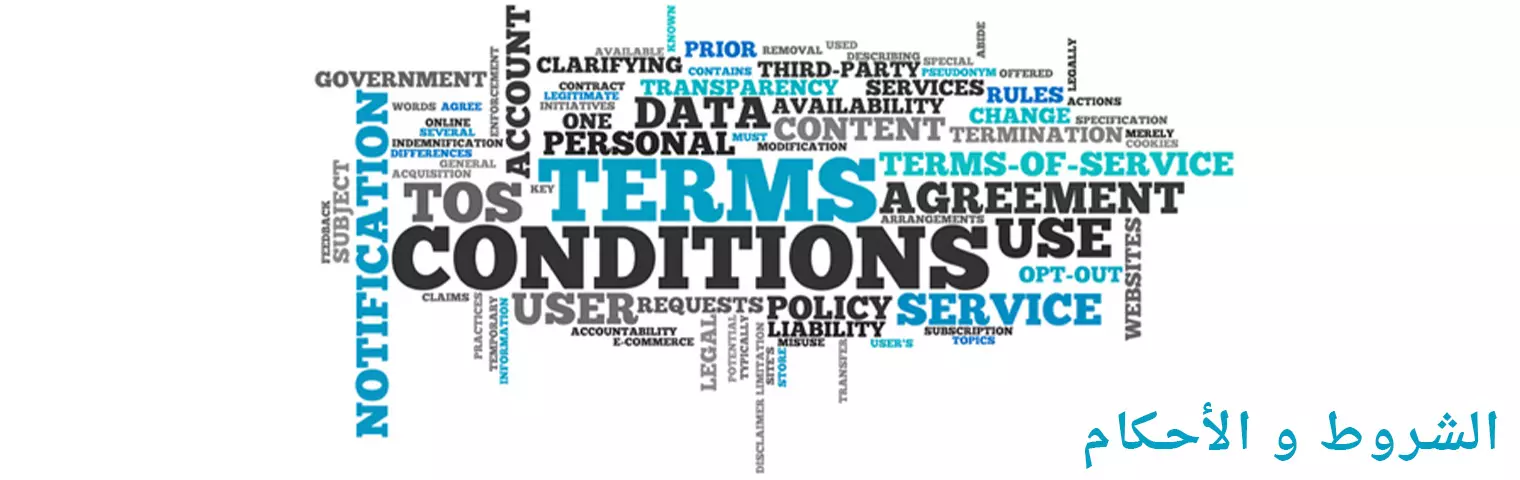 KNOWN
ABIDE
ACCOUNT
PRIOR
AVAILABLE
REMOVAL
USED
DESCRIBING
SPECIAL
LEGALLY
CLARIFYING
CONTAINS
THIRD-PARTY
PSEUDONYM
OFFERED
GOVERNMENT
ENFORCEMENT
CONTRACT
TRANSPARENCY
SERVICES
RULES
LEGITIMATE
ACTIONS
WORDS
AGREE
INITIATIVES
DATA
AVAILABILITY
CHANGE
SPECIFICATION
ONLINE
ONE
CONTENT
TERMINATION
MERELY
SEVERAL
INDEMNIFICATION
PERSONAL
MUST
MODIFICATION
COOKIES
DIFFERENCES
GENERAL
ACQUISITION
NOTIFICATION
SUBJECT
FEEDBACK
TERMS
TERMS-OF-SERVICE
TOS
KEY
AGREEMENT
ARRANGEMENTS
CONDITIONS
USE
WEBSITES
OPT-OUT
CLAIMS
PRACTICES
TEMPORARY
INFORMATION
USER
REQUESTS
POLICY
SERVICE
ACCOUNTABILITY
LIABILITY
SUBSCRIPTION
E-COMMERCE
LEGAL
POTENTIAL
TYPICALLY
DISCLAIMER
LIMITATION
SITE'S
STORE
MISUSE
TRANSFER
USER'S
TOPICS
الشروط و الأحكام